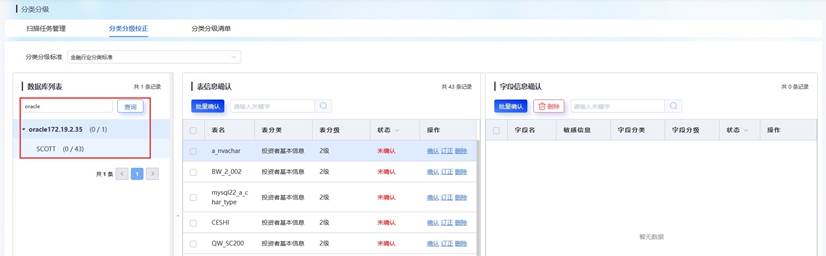 分类分级
扫描任务管理 分类分级校正 分类分级清单
分类分级标准 金融行业分类标准
数据库列表 共 1 条记录
oracle 查询
oracle172.19.2.35 (0 / 1)
SCOTT (0 / 43)
共 1 条 < 1 >
表信息确认 共 43 条记录
批量确认 请输入关键字
表名 表分类 表分级 状态 操作
a_nvachar 投资者基本信息 2级 未确认 确认 订正 删除
BW_2_002 投资者基本信息 2级 未确认 确认 订正 删除
mysql22_a_c
har_type 投资者基本信息 2级 未确认 确认 订正 删除
CESHI 投资者基本信息 2级 未确认 确认 订正 删除
QW_SC200 投资者基本信息 2级 未确认 确认 订正 删除
字段信息确认 共 0 条记录
批量确认 删除 请输入关键字
字段名 敏感信息 字段分类 字段分级 状态 操作
暂无数据